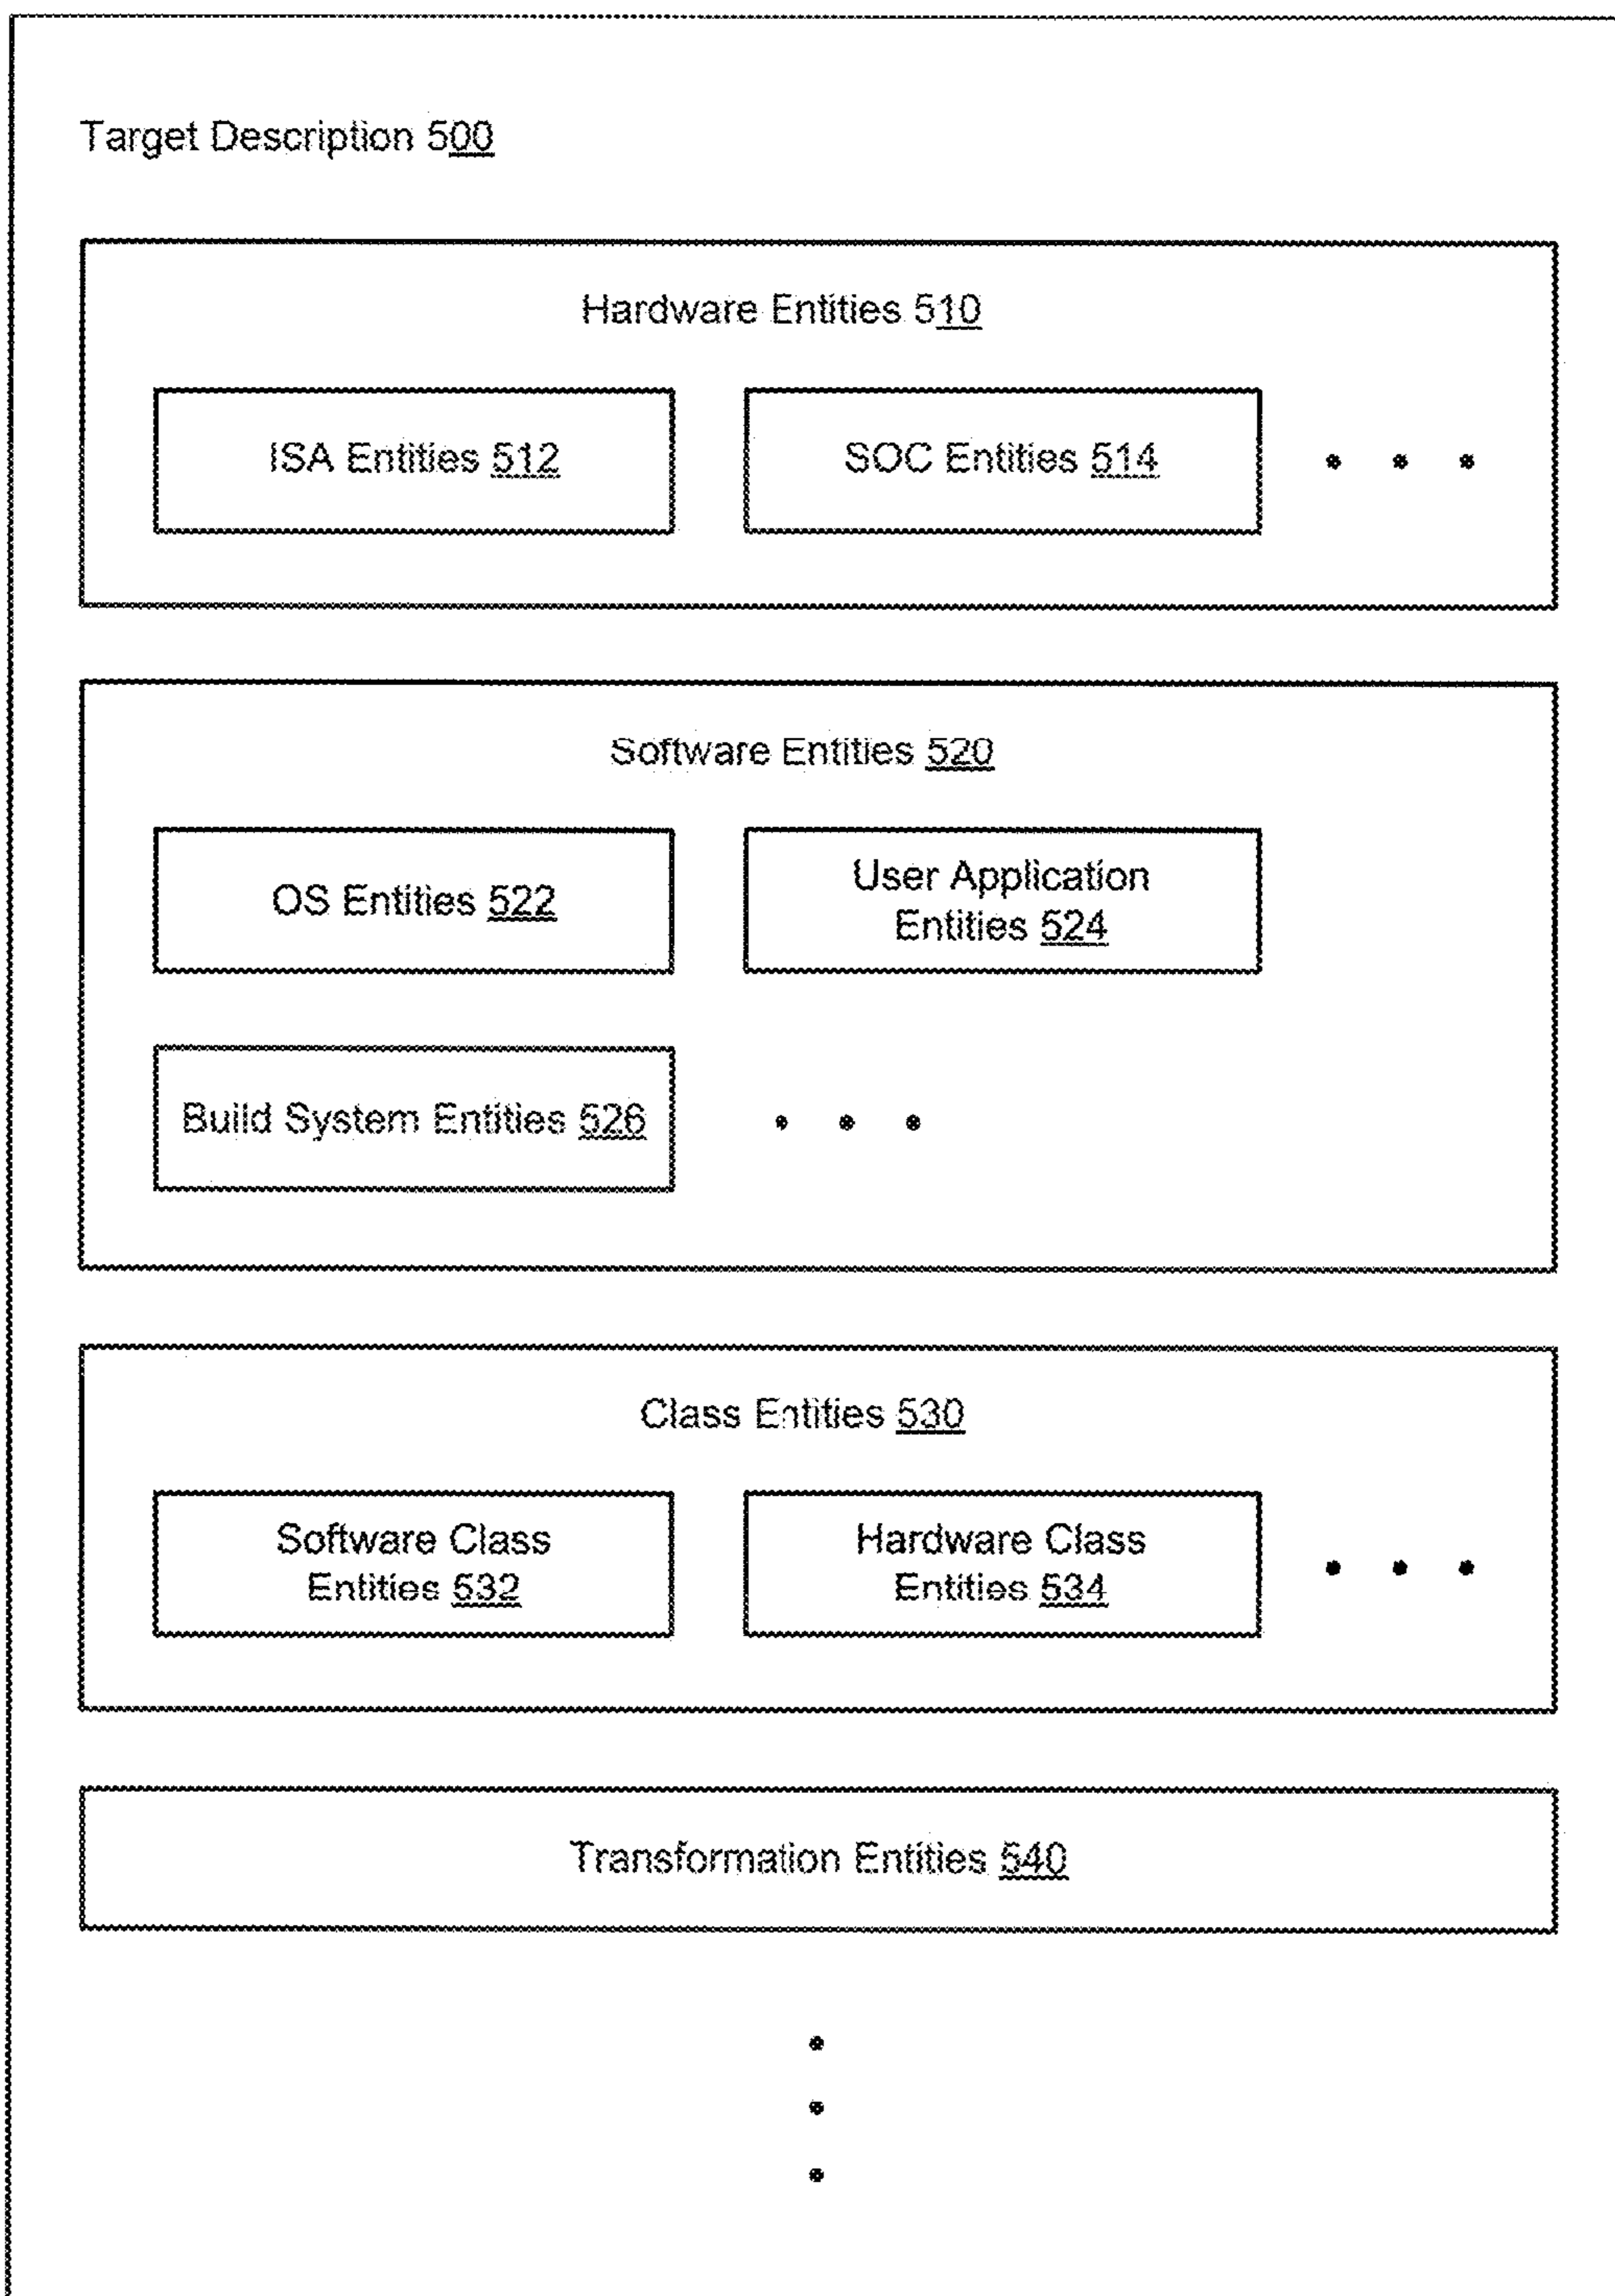 Target Description 500
Hardware Entities 510
ISA Entities 512
SOC Entities 514
Software Entities 520
OS Entities 522
User Application
Entities 524
Build System Entities 526
Class Entities 530
Software Class
Entities 532
Hardware Class
Entities 534
Transformation Entities 540